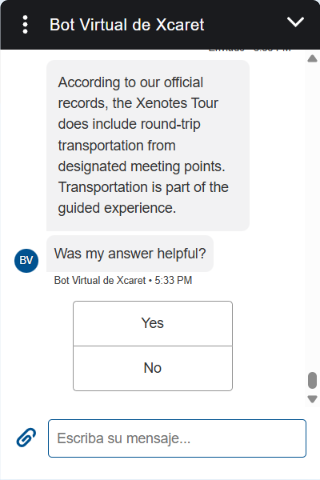 Bot Virtual de Xcaret
According to our official
records, the Xenotes Tour
does include round-trip
transportation from
designated meeting points.
Transportation is part of the
guided experience.
Was my answer helpful?
BV
Bot Virtual de Xcaret • 5:33 PM
Yes
No
Escriba su mensaje...